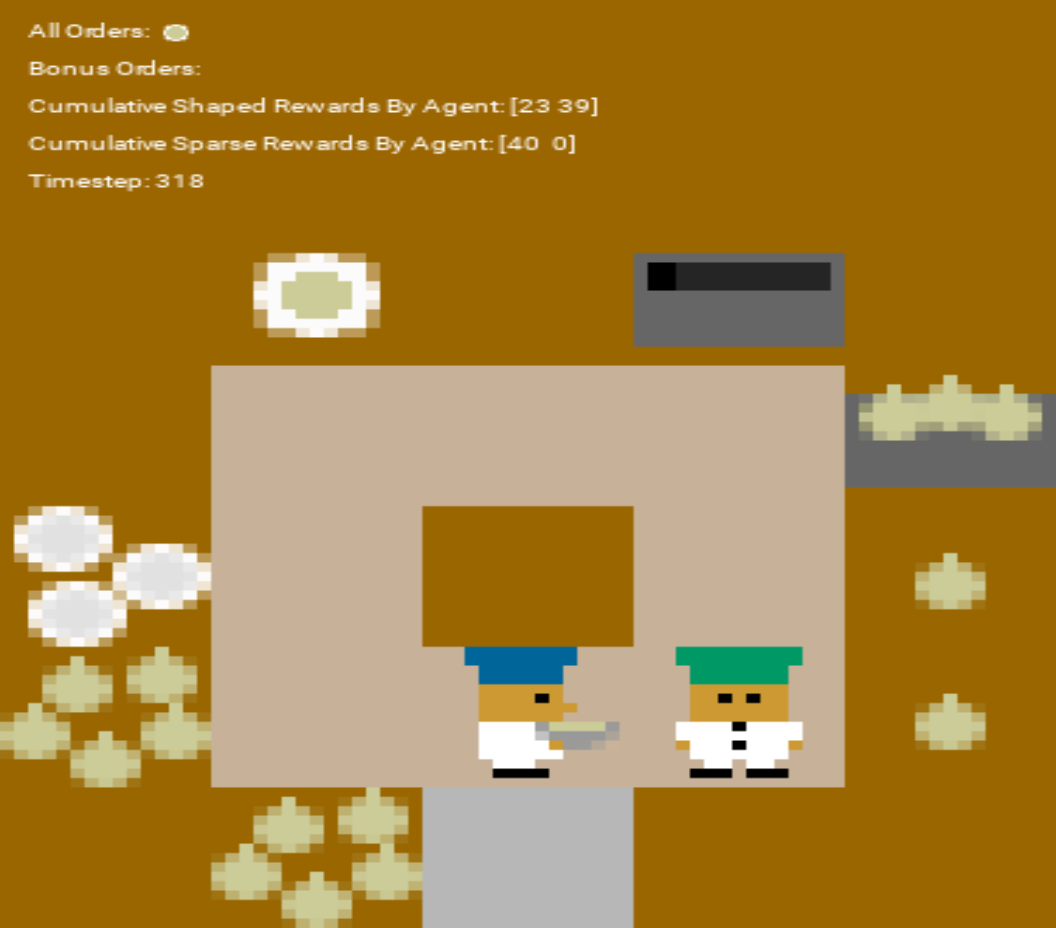 All Orders:
Bonus Orders:
Cumulative Shaped Rewards By Agent: [23 39]
Cumulative Sparse Rewards By Agent: [40 0]
Timestep: 318